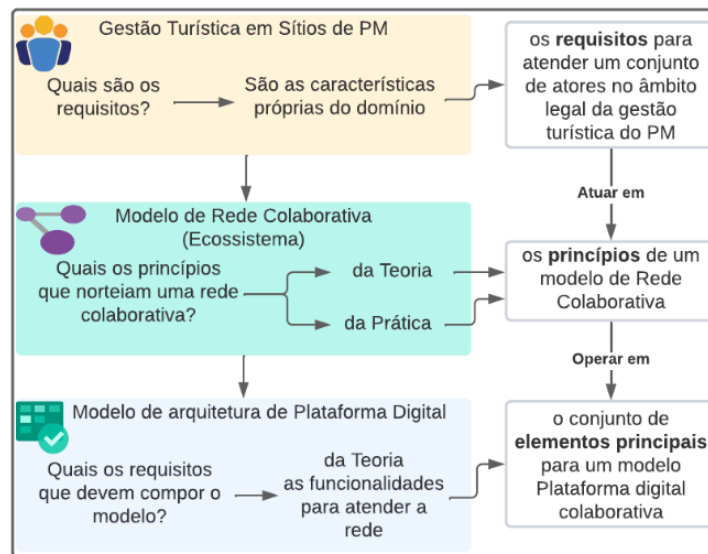 Gestão Turística em Sítios de PM
Quais são os
requisitos?
São as características
próprias do domínio
os requisitos para
atender um conjunto
de atores no âmbito
legal da gestão
turística do PM
Atuar em
Modelo de Rede Colaborativa
(Ecossistema)
Quais os princípios
que norteiam uma rede
colaborativa?
da Teoria
da Prática
os princípios de um
modelo de Rede
Colaborativa
Operar em
Modelo de arquitetura de Plataforma Digital
Quais os requisitos
que devem compor o
modelo?
da Teoria
as funcionalidades
para atender a
rede
o conjunto de
elementos principais
para um modelo
Plataforma digital
colaborativa